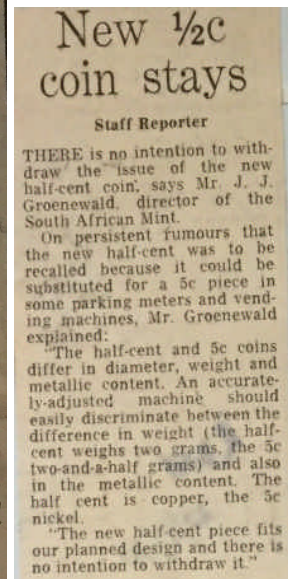 New ½c
coin stays
Staff Reporter
THERE is no intention to with-
draw the issue of the new
half-cent coin, says Mr. J. J.
Groenewald, director of the
South African Mint.
On persistent rumours that
the new half-cent was to be
recalled because it could be
substituted for a 5c piece in
some parking meters and vend-
ing machines, Mr. Groenewald
explained:
"The half-cent and 5c coins
differ in diameter, weight and
metallic content. An accurate-
ly-adjusted machine should
easily discriminate between the
difference in weight (the half-
cent weighs two grams, the 5c
two-and-a-half grams) and also
in the metallic content. The
half cent is copper, the 5c
nickel.
"The new half-cent piece fits
our planned design and there is
no intention to withdraw it."